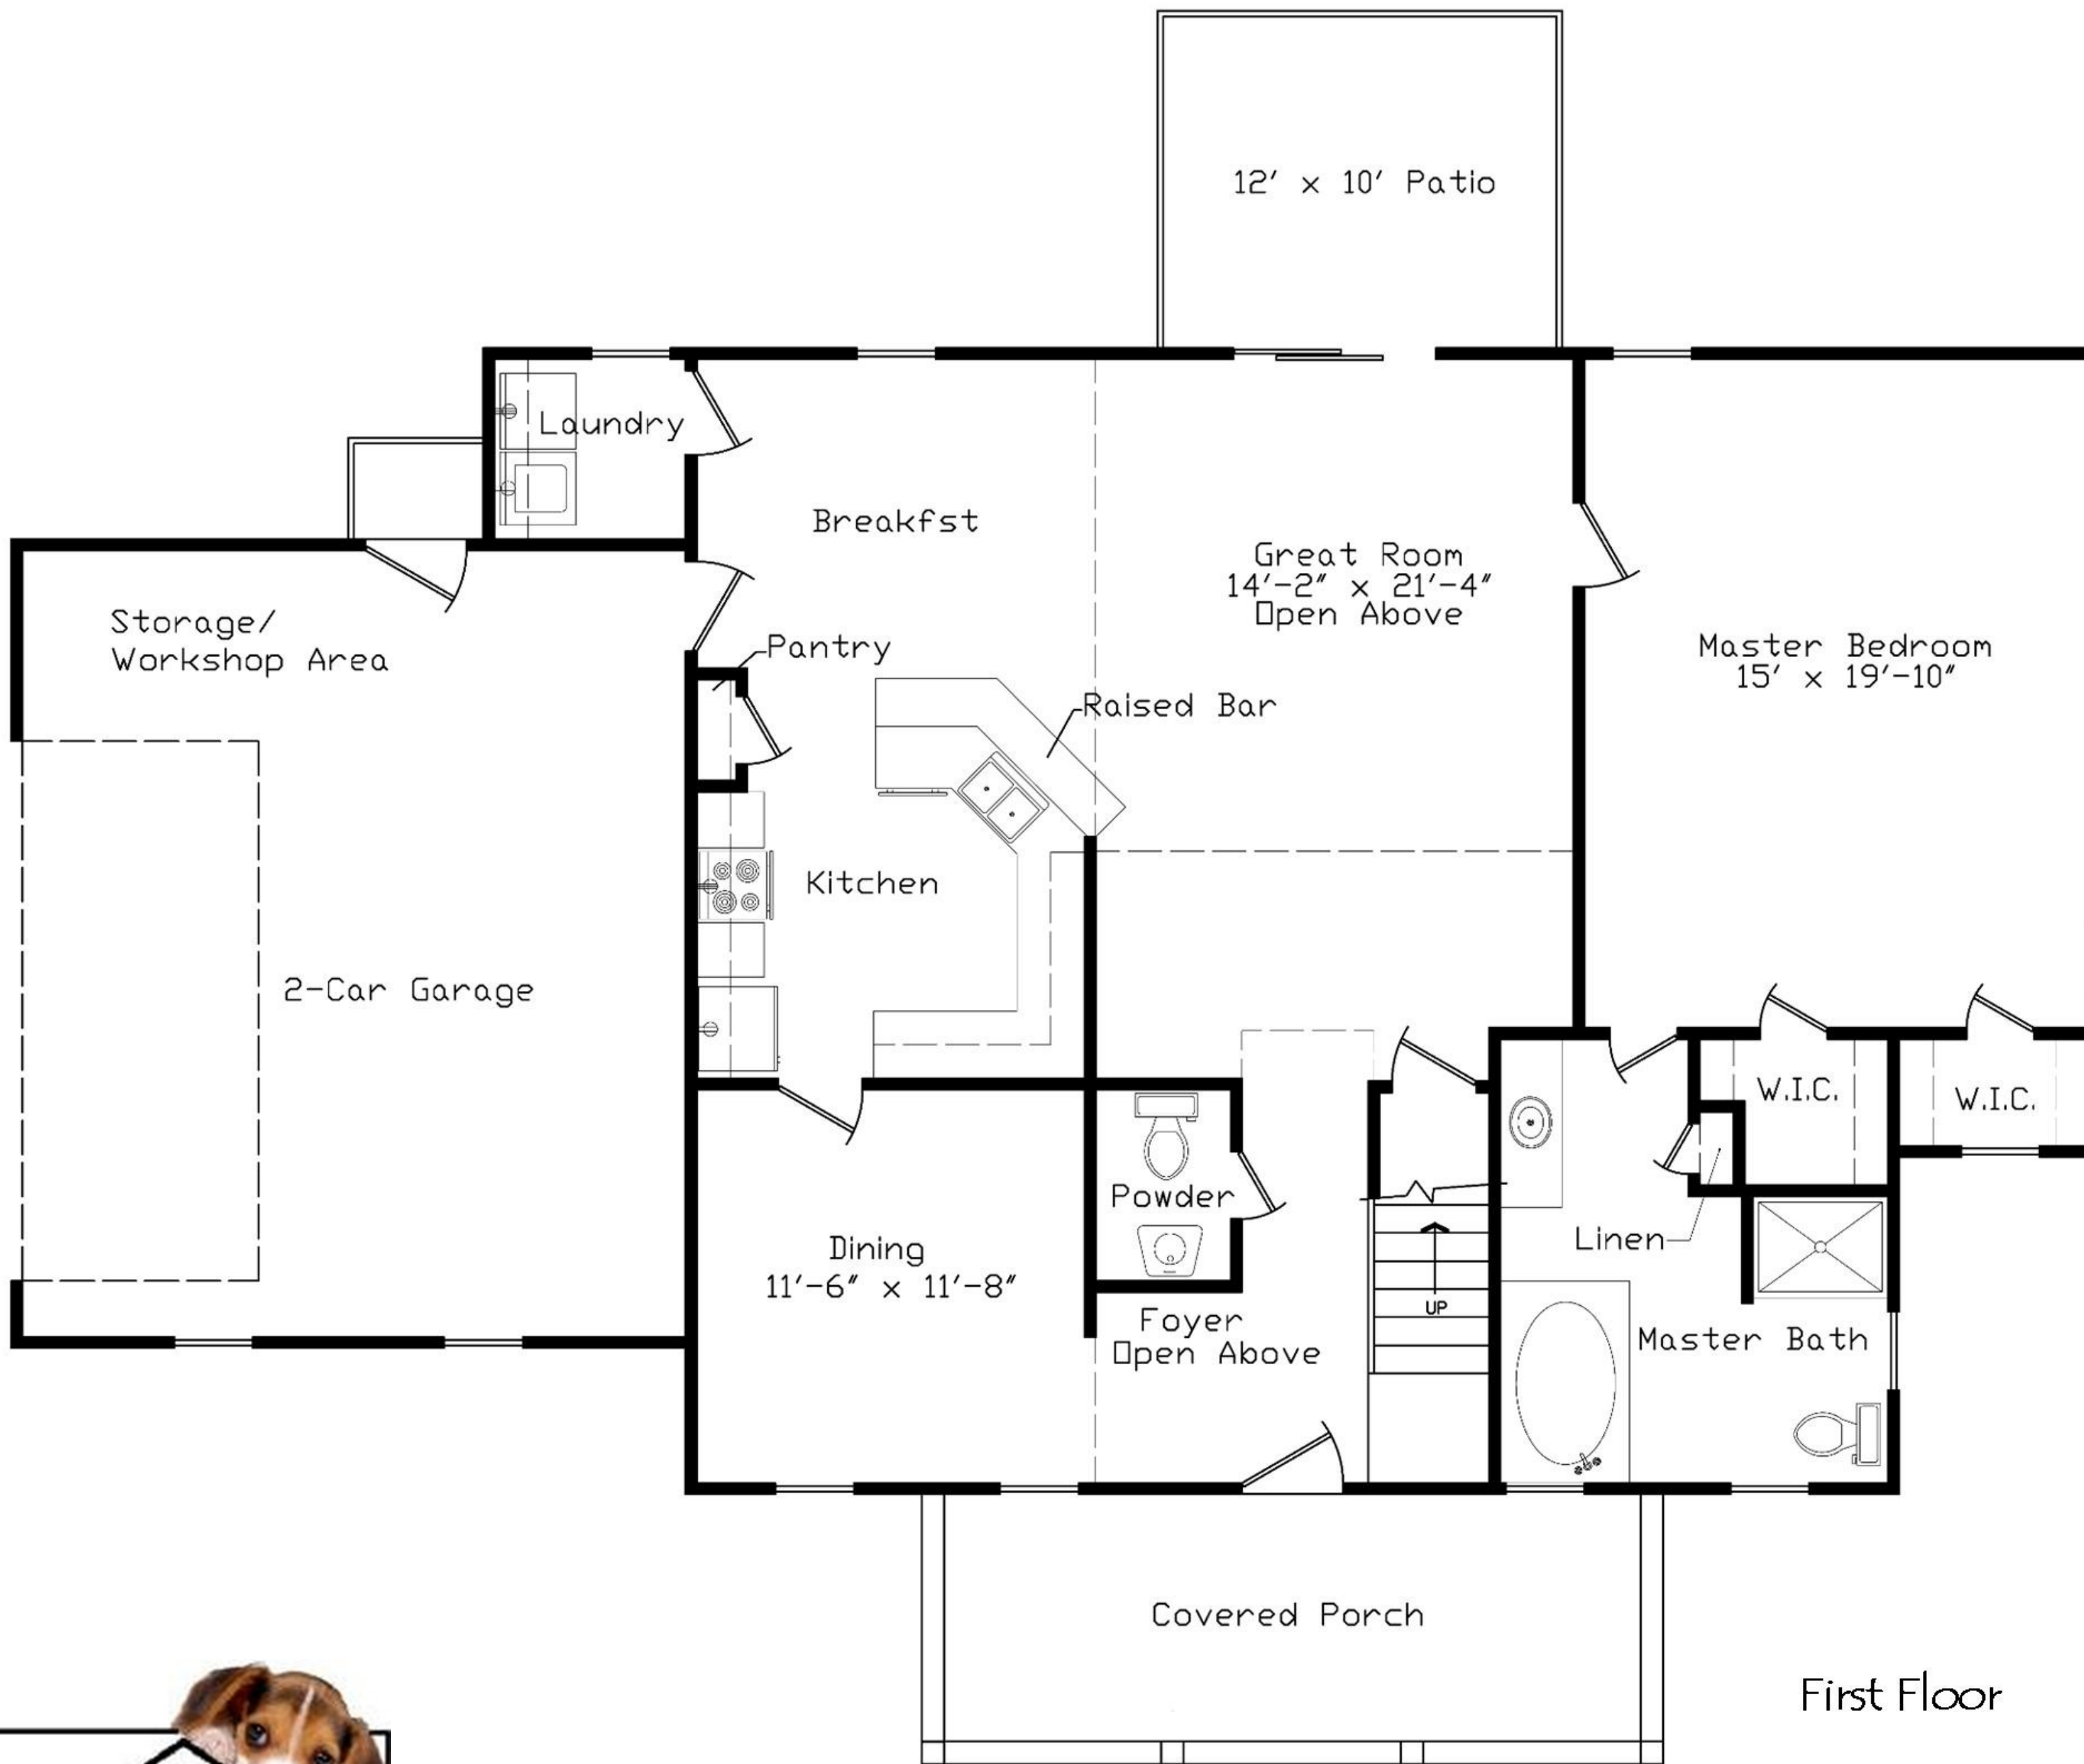 12' x 10' Patio
Laundry
Breakfst
Great Room
14'-2" x 21'-4"
Open Above
Storage/
Workshop Area
Pantry
Master Bedroom
15' x 19'-10"
Raised Bar
Kitchen
2-Car Garage
W.I.C.
W.I.C.
Powder
Linen
Dining
11'-6" x 11'-8"
UP
Foyer
Open Above
Master Bath
Covered Porch
First Floor